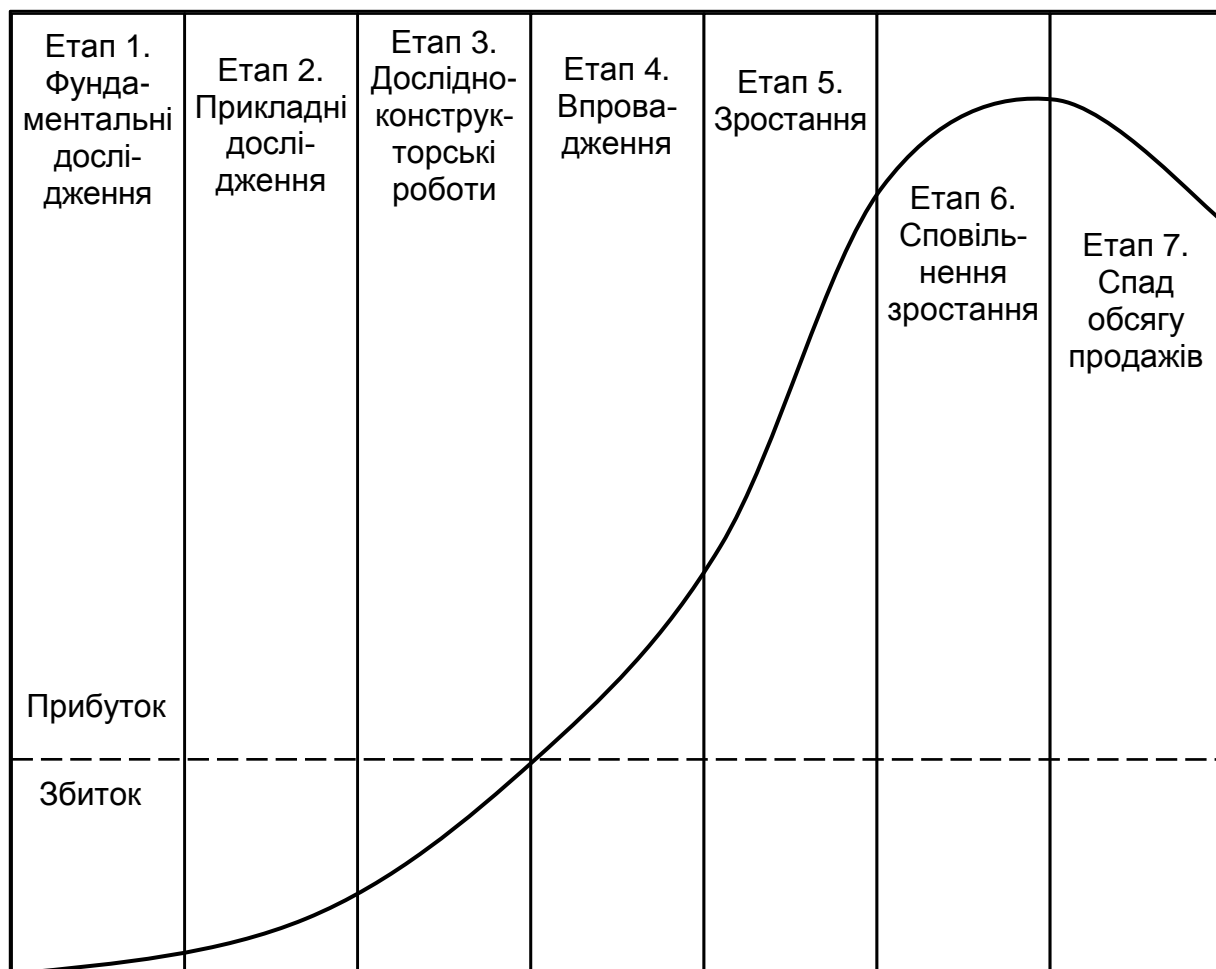 Етап 1.
Фунда-
ментальні
дослі-
дження
Етап 2.
Прикладні
дослі-
дження
Етап 3.
Дослідно-
конструк-
торські
роботи
Етап 4.
Впрова-
дження
Етап 5.
Зростання
Етап 6.
Сповіль-
нення
зростання
Етап 7.
Спад
обсягу
продажів
Прибуток
Збиток